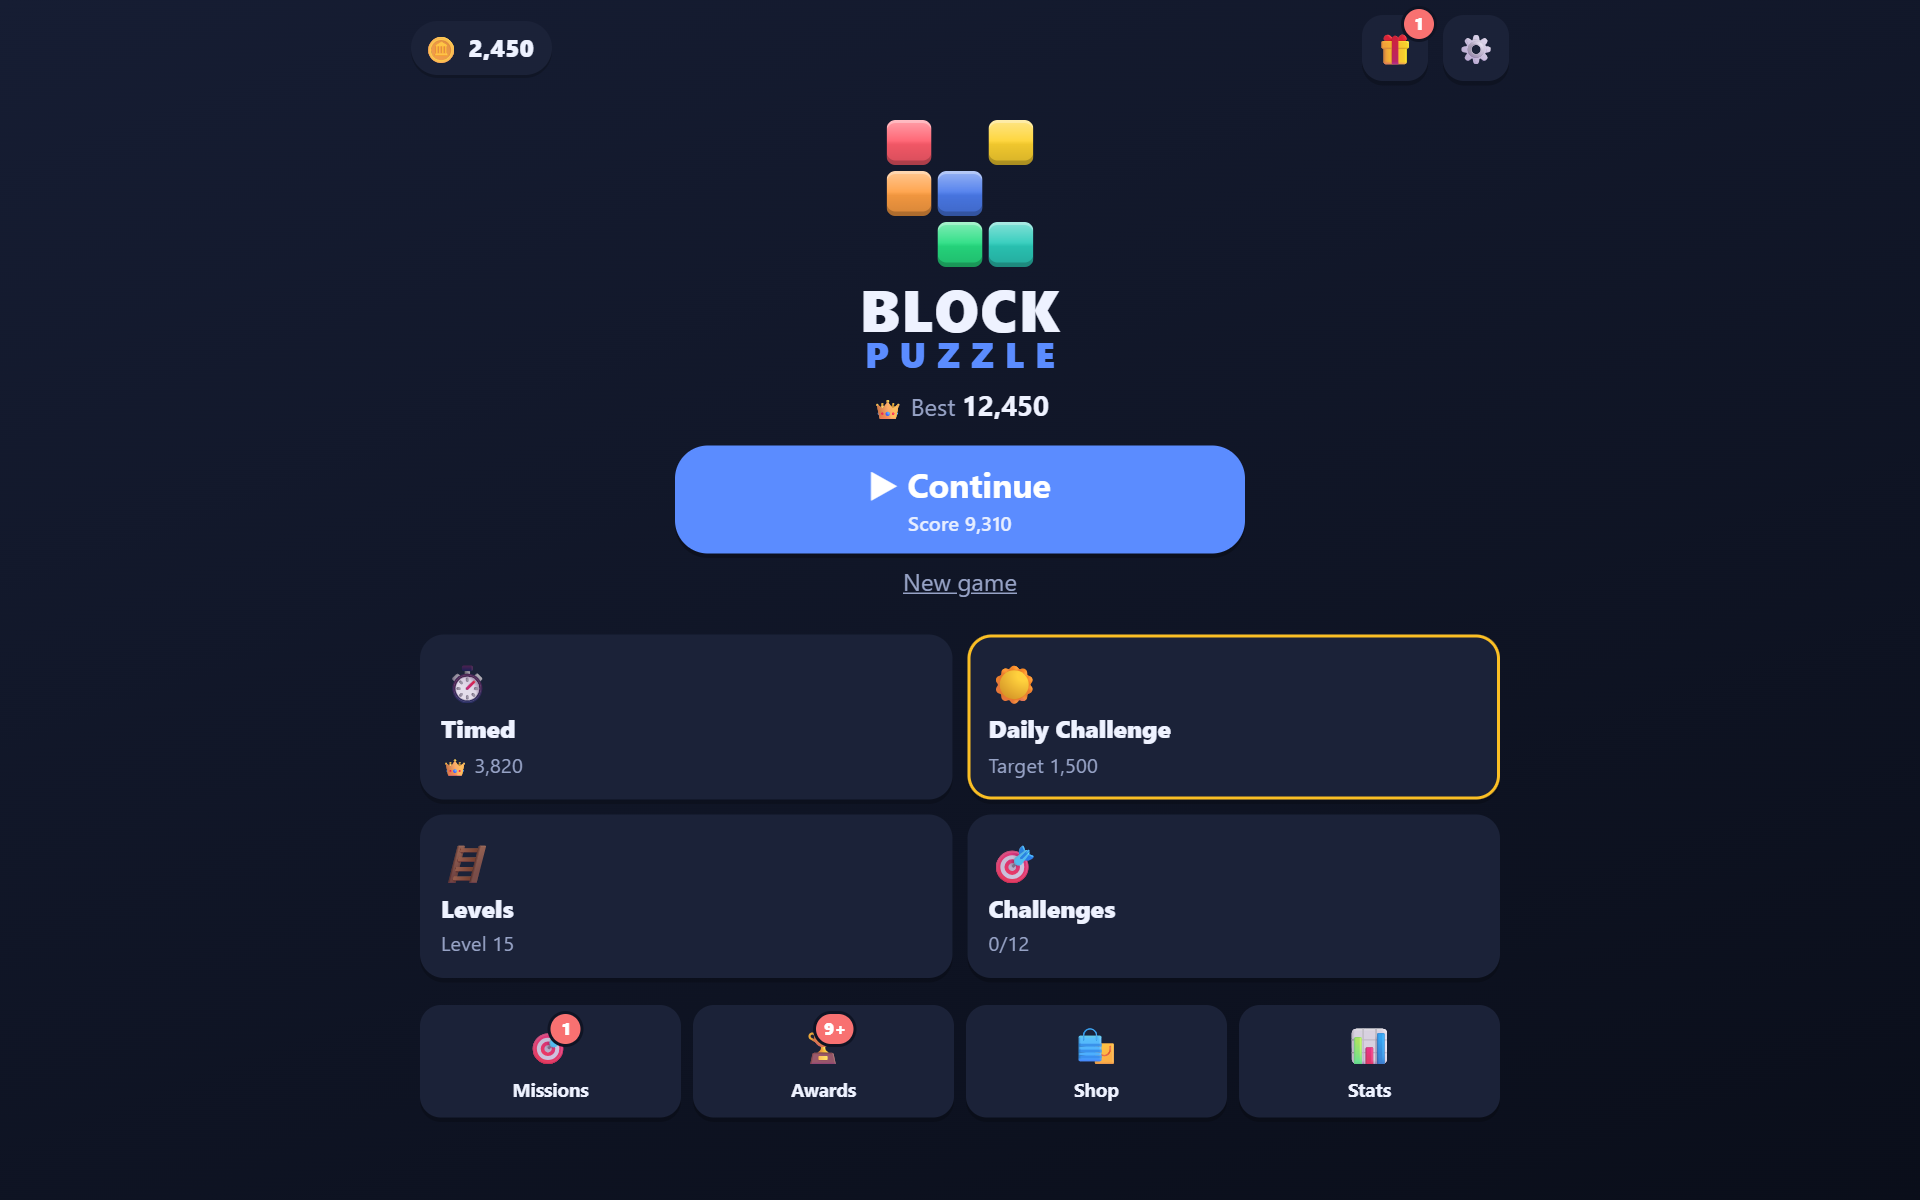 2,450
1
BLOCK
PUZZLE
Best 12,450
Continue
Score 9,310
New game
Timed
3,820
Daily Challenge
Target 1,500
Levels
Level 15
Challenges
0/12
1
Missions
9+
Awards
Shop
Stats